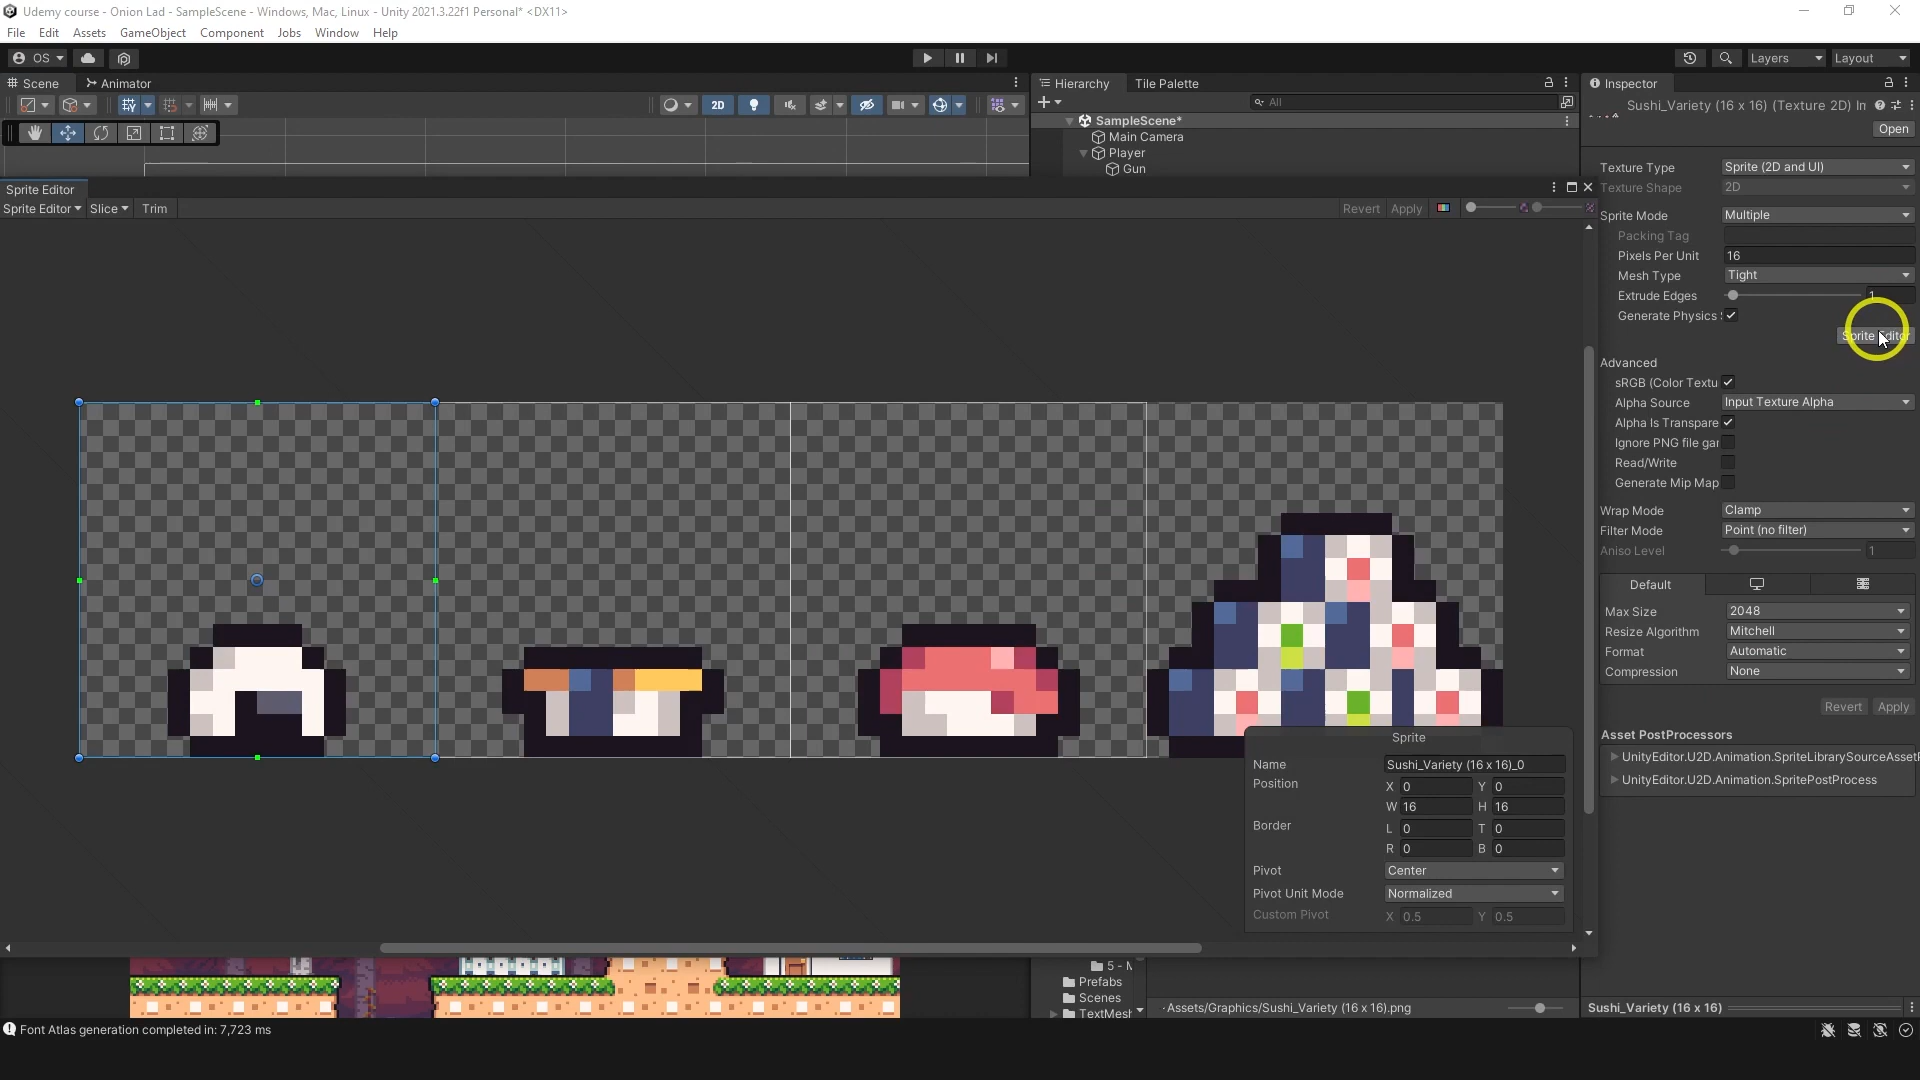 Udemy course - Onion Lad - SampleScene - Windows, Mac, Linux - Unity 2021.3.22f1 Personal* <DX11>
File Edit Assets GameObject Component Jobs Window Help
OS Layers Layout
Scene Animator
2D
Hierarchy Tile Palette
All
SampleScene*
Main Camera
Player
Gun
Sprite Editor
Sprite Editor Slice Trim Revert Apply
Sprite
Name Sushi_Variety (16 x 16)_0
Position X 0 Y 0
W 16 H 16
Border L 0 T 0
R 0 B 0
Pivot Center
Pivot Unit Mode Normalized
Custom Pivot X 0.5 Y 0.5
Inspector
Sushi_Variety (16 x 16) (Texture 2D) In
Open
Texture Type Sprite (2D and UI)
Texture Shape 2D
Sprite Mode Multiple
Packing Tag
Pixels Per Unit 16
Mesh Type Tight
Extrude Edges 1
Generate Physics
Sprite Editor
Advanced
sRGB (Color Textu
Alpha Source Input Texture Alpha
Alpha Is Transpare
Ignore PNG file gar
Read/Write
Generate Mip Map
Wrap Mode Clamp
Filter Mode Point (no filter)
Aniso Level 1
Default
Max Size 2048
Resize Algorithm Mitchell
Format Automatic
Compression None
Revert Apply
Asset PostProcessors
UnityEditor.U2D.Animation.SpriteLibrarySourceAsset
UnityEditor.U2D.Animation.SpritePostProcess
5 - M
Prefabs
Scenes
TextMesh
Assets/Graphics/Sushi_Variety (16 x 16).png
Sushi_Variety (16 x 16)
Font Atlas generation completed in: 7,723 ms